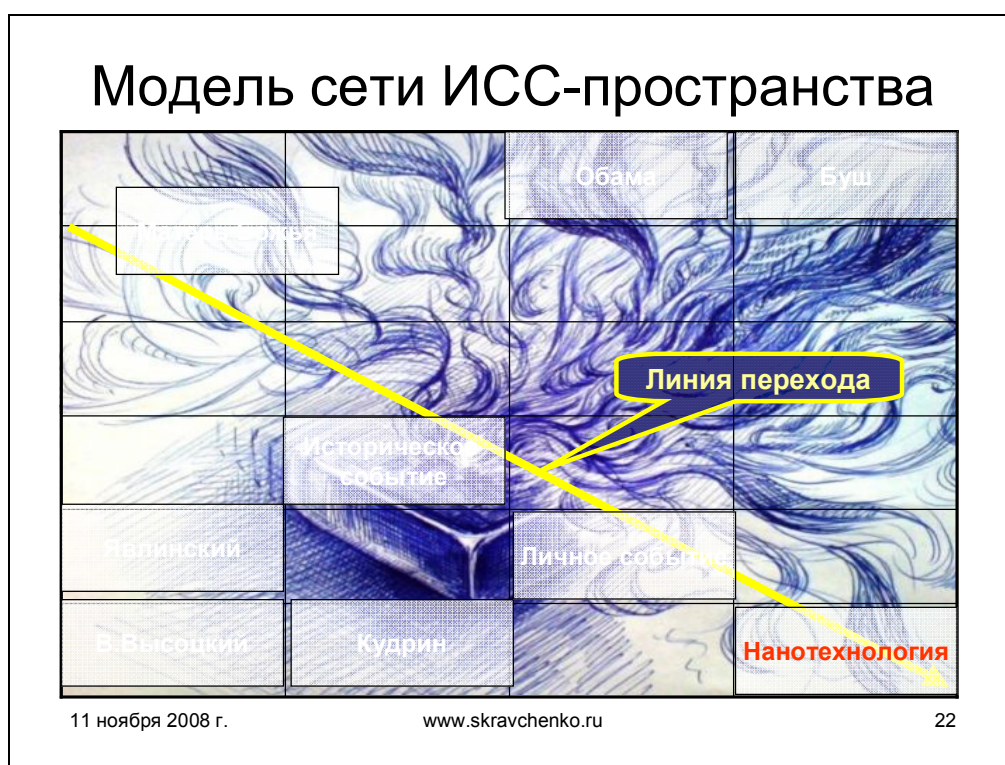 Модель сети ИСС-пространства
Обама
Буш
Линия перехода
Историческое
событие
Явлинский
Личное событие
В.Высоцкий
Кудрин
Нанотехнология
11 ноября 2008 г.
www.skravchenko.ru
22